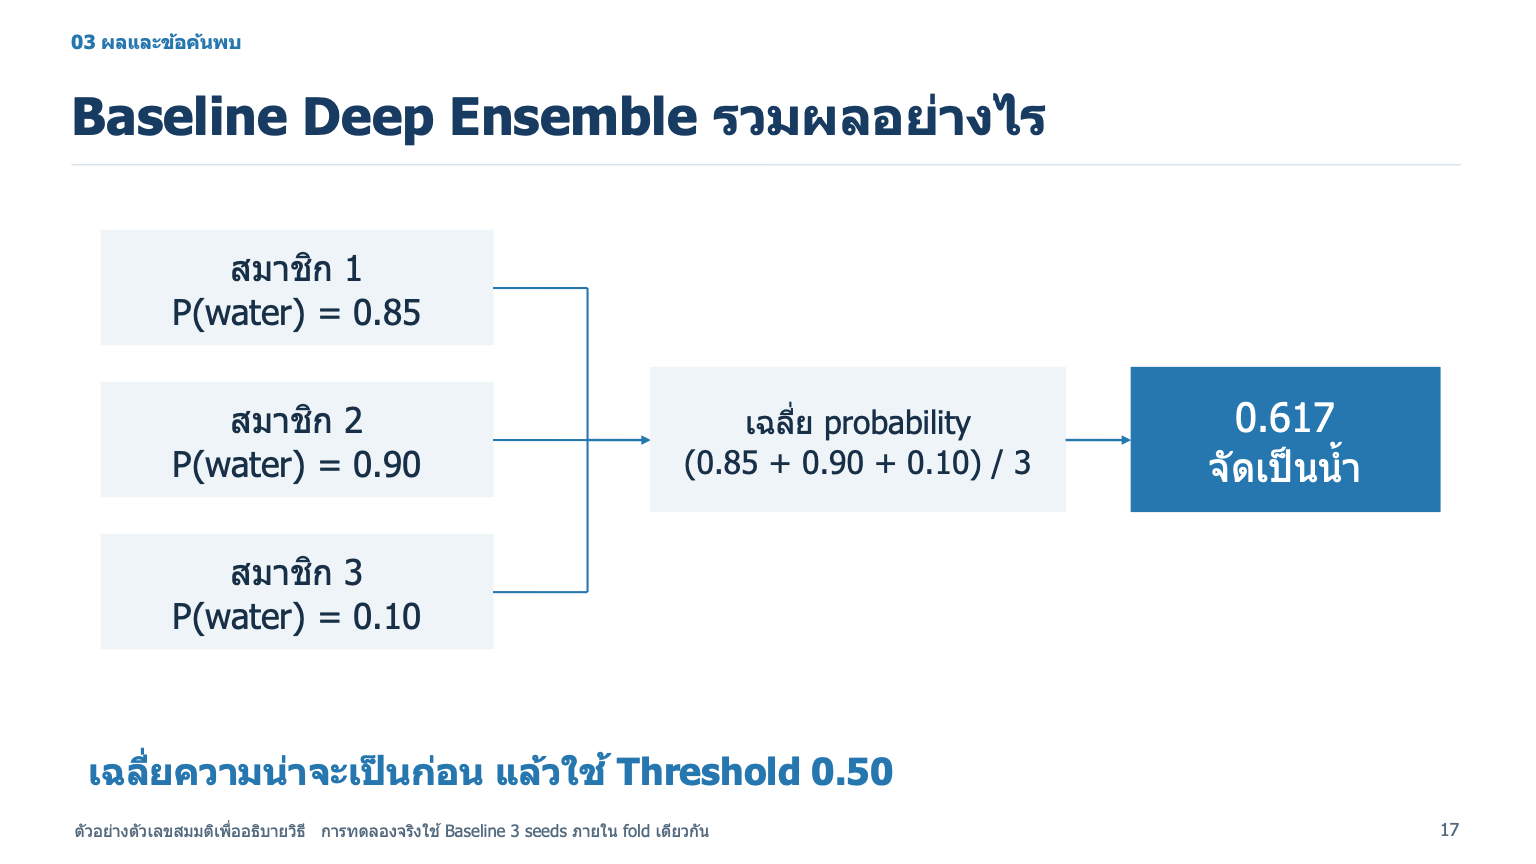 03 ผลและข้อค้นพบ
Baseline Deep Ensemble รวมผลอย่างไร
สมาชิก 1
P(water) = 0.85
สมาชิก 2
P(water) = 0.90
สมาชิก 3
P(water) = 0.10
เฉลี่ย probability
(0.85 + 0.90 + 0.10) / 3
0.617
จัดเป็นน้ำ
เฉลี่ยความน่าจะเป็นก่อน แล้วใช้ Threshold 0.50
ตัวอย่างตัวเลขสมมติเพื่ออธิบายวิธี การทดลองจริงใช้ Baseline 3 seeds ภายใน fold เดียวกัน
17